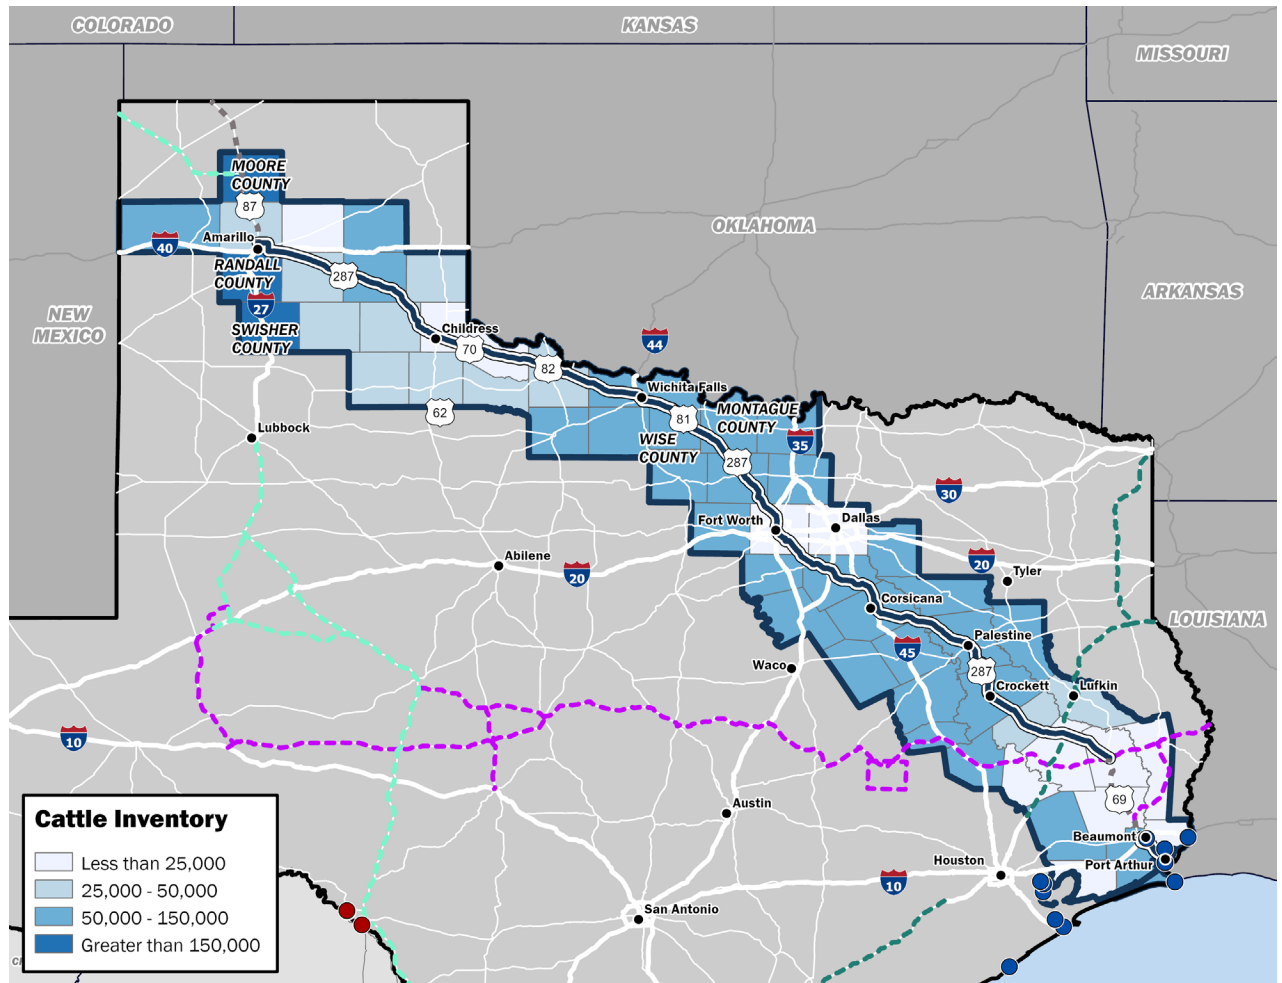 COLORADO
KANSAS
MISSOURI
MOORE
COUNTY
87
OKLAHOMA
Amarillo
40
RANDALL
COUNTY
287
ARKANSAS
27
NEW
MEXICO
SWISHER
COUNTY
Childress
44
70
82
Wichita Falls
62
81
MONTAGUE
COUNTY
Lubbock
WISE
COUNTY
35
287
30
Fort Worth
Dallas
Abilene
20
20
Tyler
Corsicana
LOUISIANA
Palestine
45
Waco
287
Crockett
Lufkin
10
69
Cattle Inventory
Less than 25,000
25,000 - 50,000
50,000 - 150,000
Greater than 150,000
Austin
Beaumont
Houston
Port Arthur
10
San Antonio